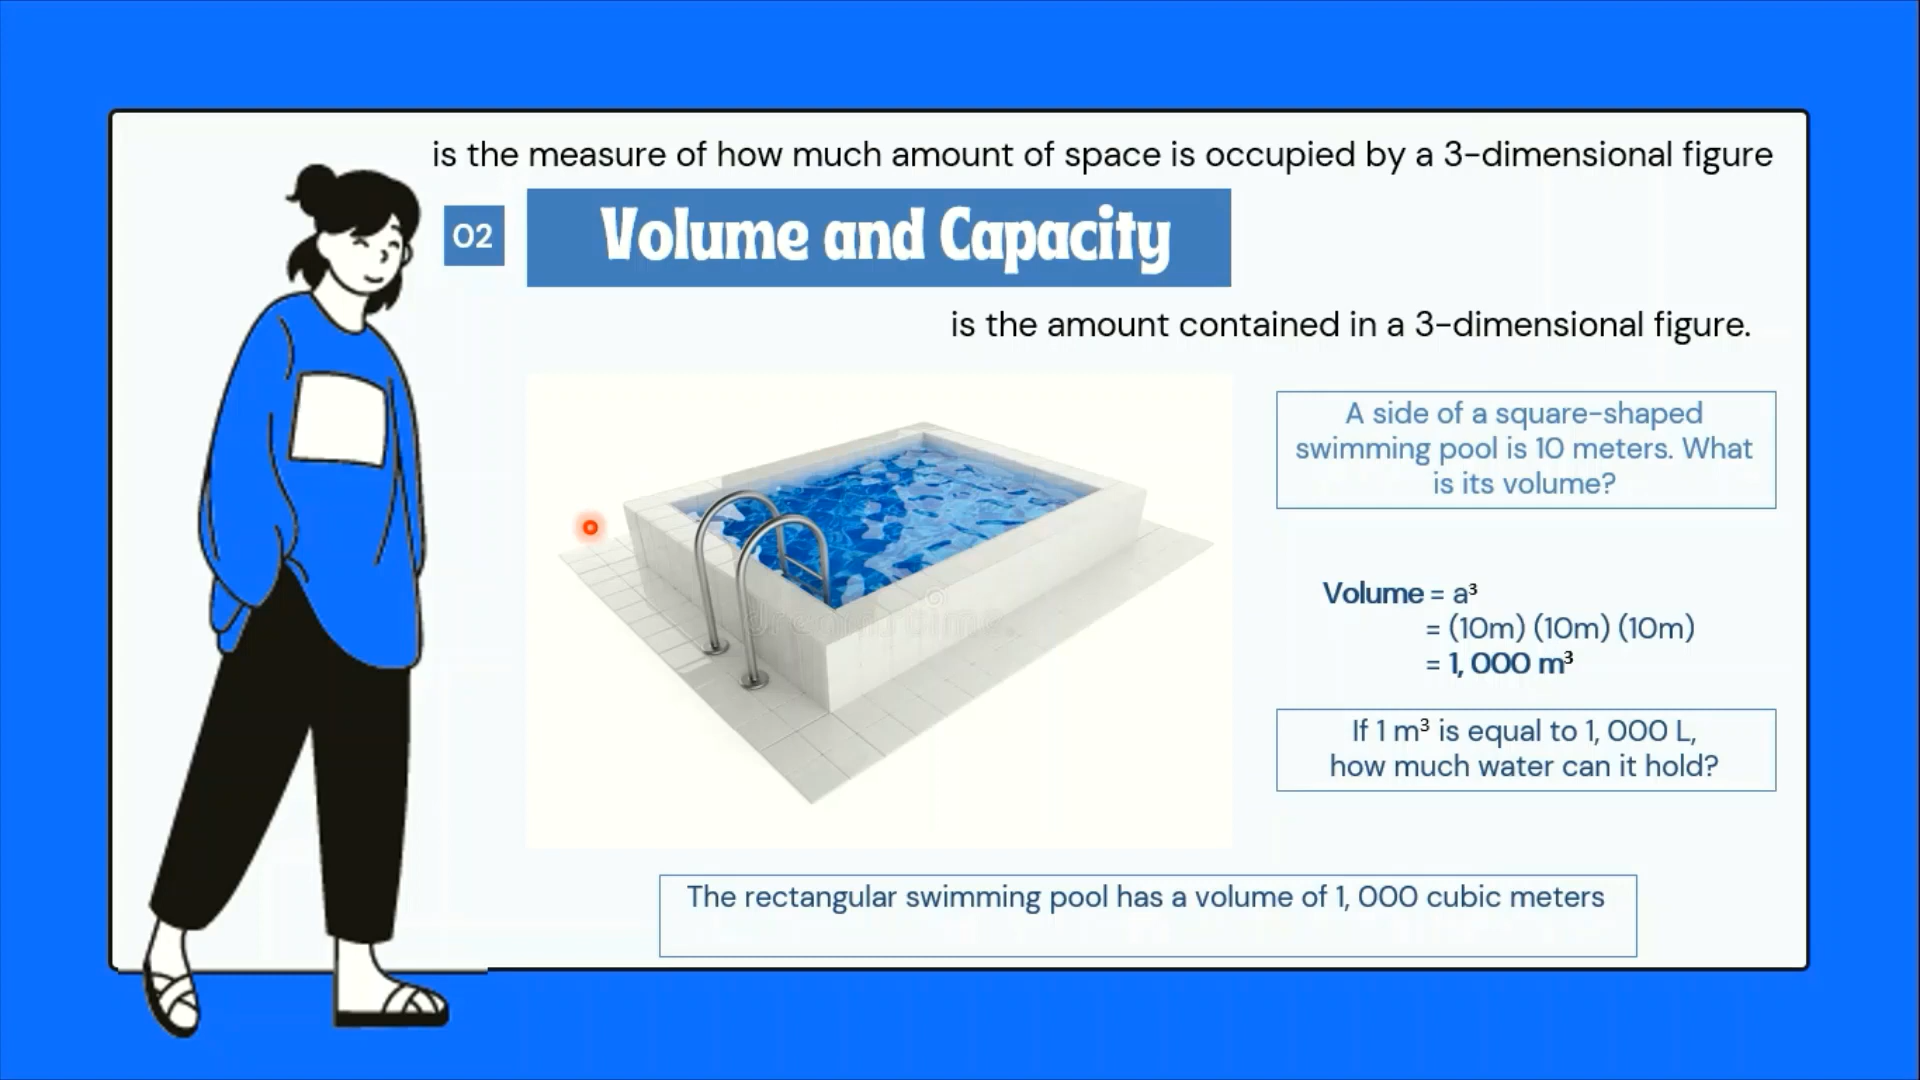 is the measure of how much amount of space is occupied by a 3-dimensional figure
02
Volume and Capacity
is the amount contained in a 3-dimensional figure.
A side of a square-shaped
swimming pool is 10 meters. What
is its volume?
Volume = a³
= (10m) (10m) (10m)
= 1, 000 m³
If 1 m³ is equal to 1, 000 L,
how much water can it hold?
The rectangular swimming pool has a volume of 1, 000 cubic meters